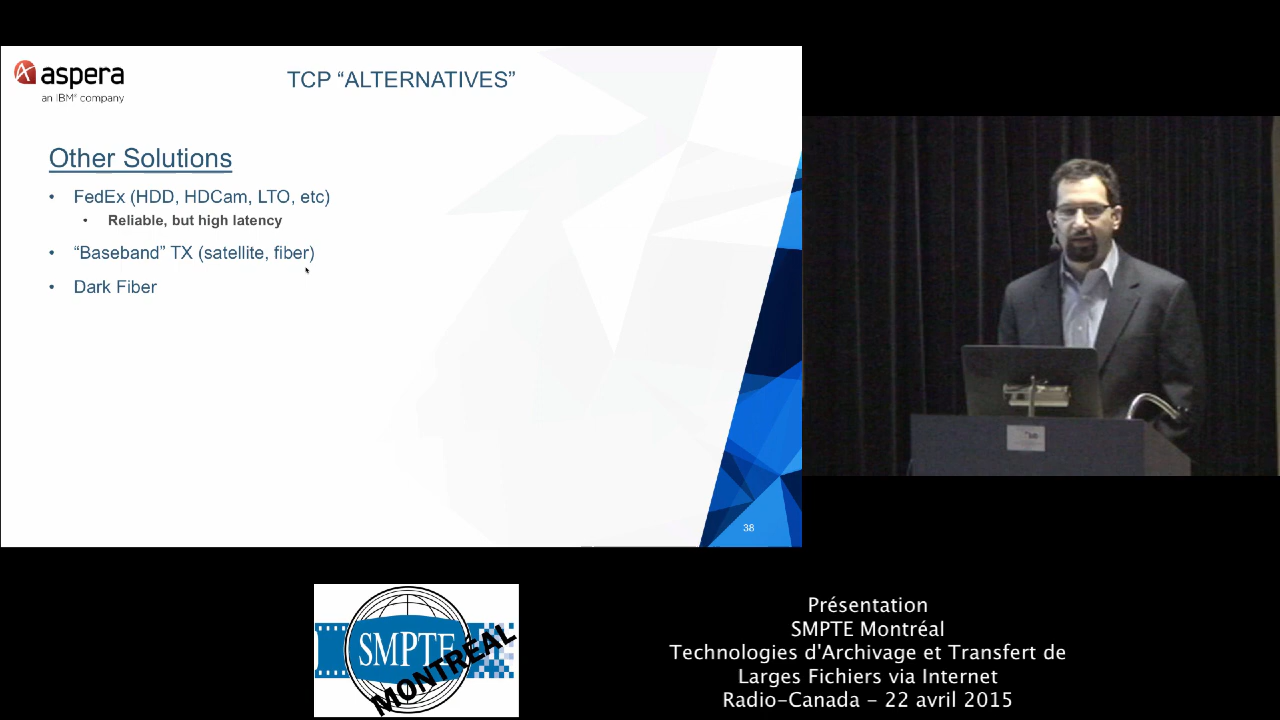 aspera
an IBM® company
TCP “ALTERNATIVES”
Other Solutions
• FedEx (HDD, HDCam, LTO, etc)
• Reliable, but high latency
• “Baseband” TX (satellite, fiber)
• Dark Fiber
38
SMPTE
MONTRÉAL
Présentation
SMPTE Montréal
Technologies d'Archivage et Transfert de
Larges Fichiers via Internet
Radio-Canada - 22 avril 2015